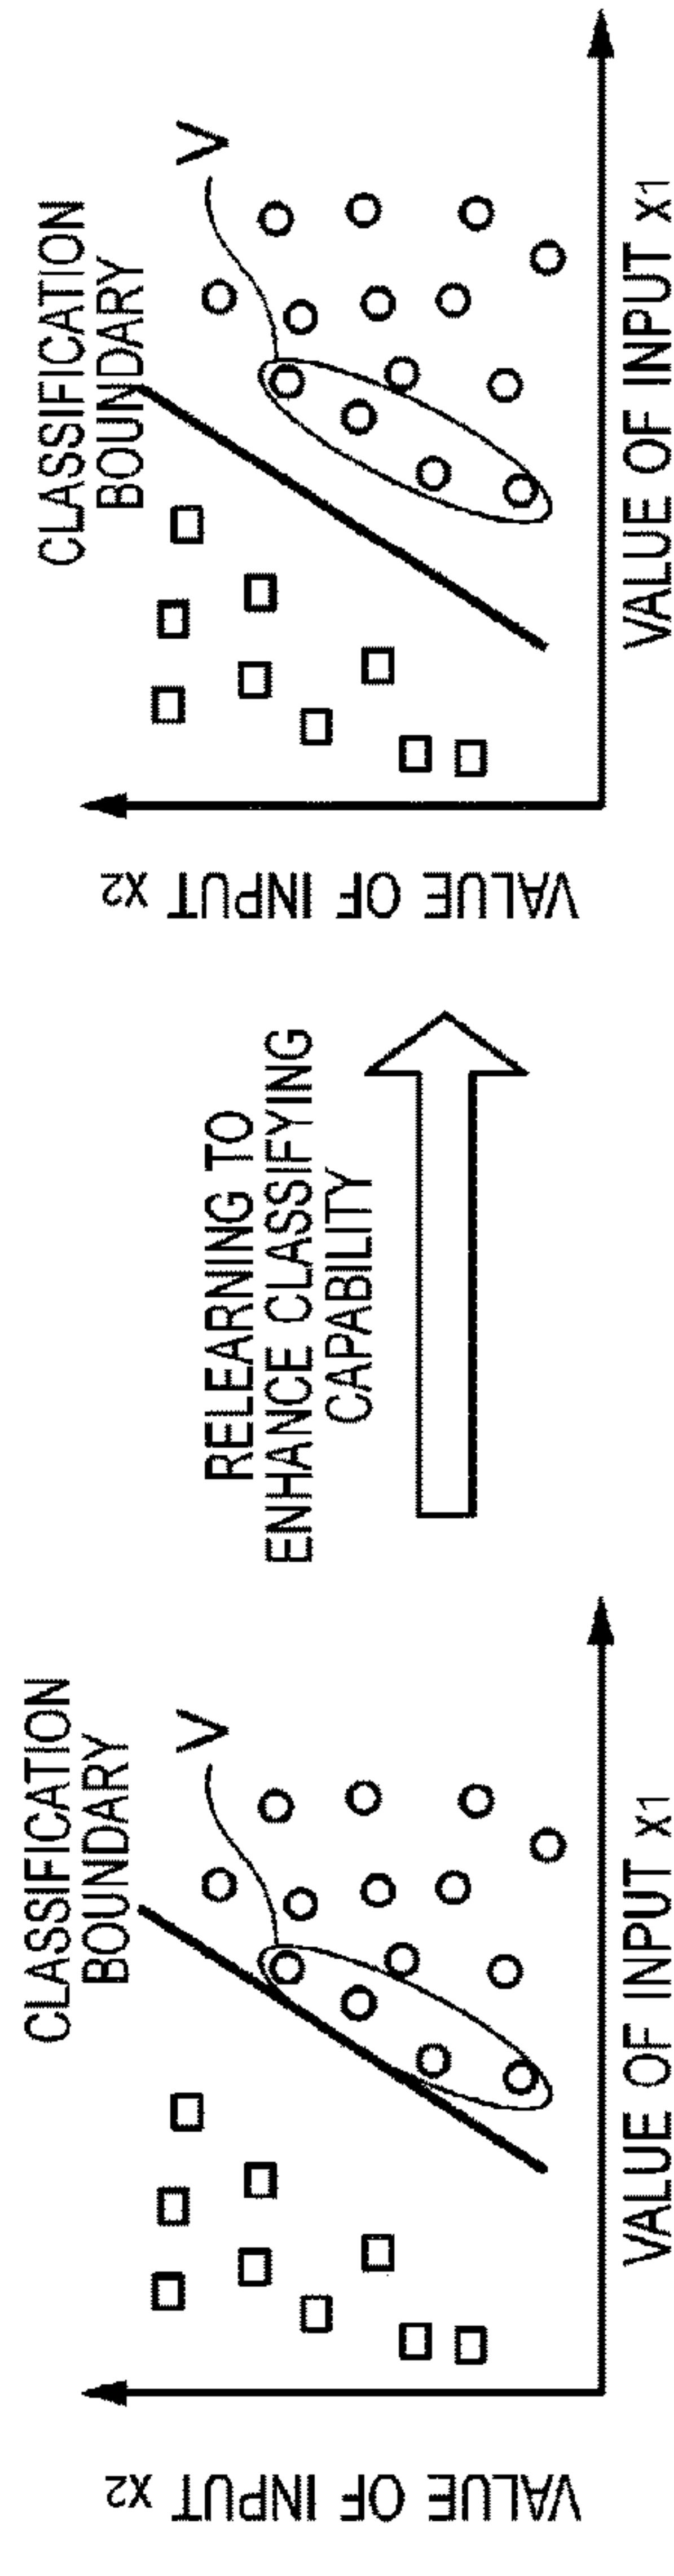 CLASSIFICATION
BOUNDARY
V
VALUE OF INPUT x2
VALUE OF INPUT x1
RELEARNING TO
ENHANCE CLASSIFYING
CAPABILITY
CLASSIFICATION
BOUNDARY
V
VALUE OF INPUT x2
VALUE OF INPUT x1